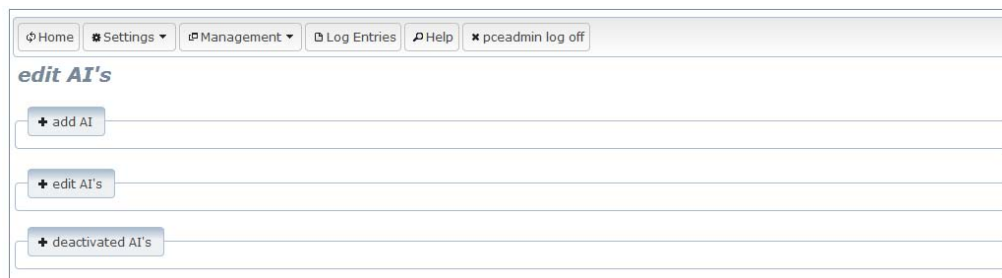 Home Settings Management Log Entries Help pceadmin log off
edit AI's
add AI
edit AI's
deactivated AI's